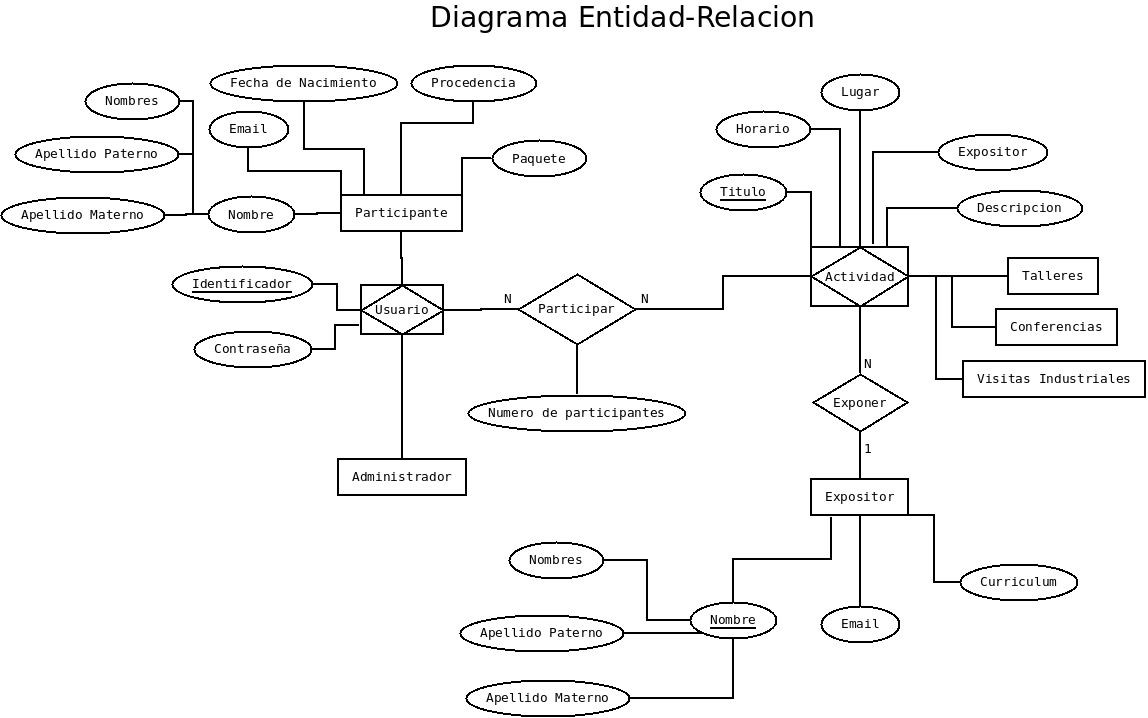 Diagrama Entidad-Relacion
Fecha de Nacimiento
Procedencia
Nombres
Email
Apellido Paterno
Paquete
Apellido Materno
Nombre
Participante
Lugar
Horario
Expositor
Titulo
Descripcion
Identificador
Usuario
N
Participar
N
Actividad
Talleres
Contraseña
Conferencias
N
Visitas Industriales
Numero de participantes
Exponer
1
Administrador
Expositor
Nombres
Curriculum
Nombre
Email
Apellido Paterno
Apellido Materno